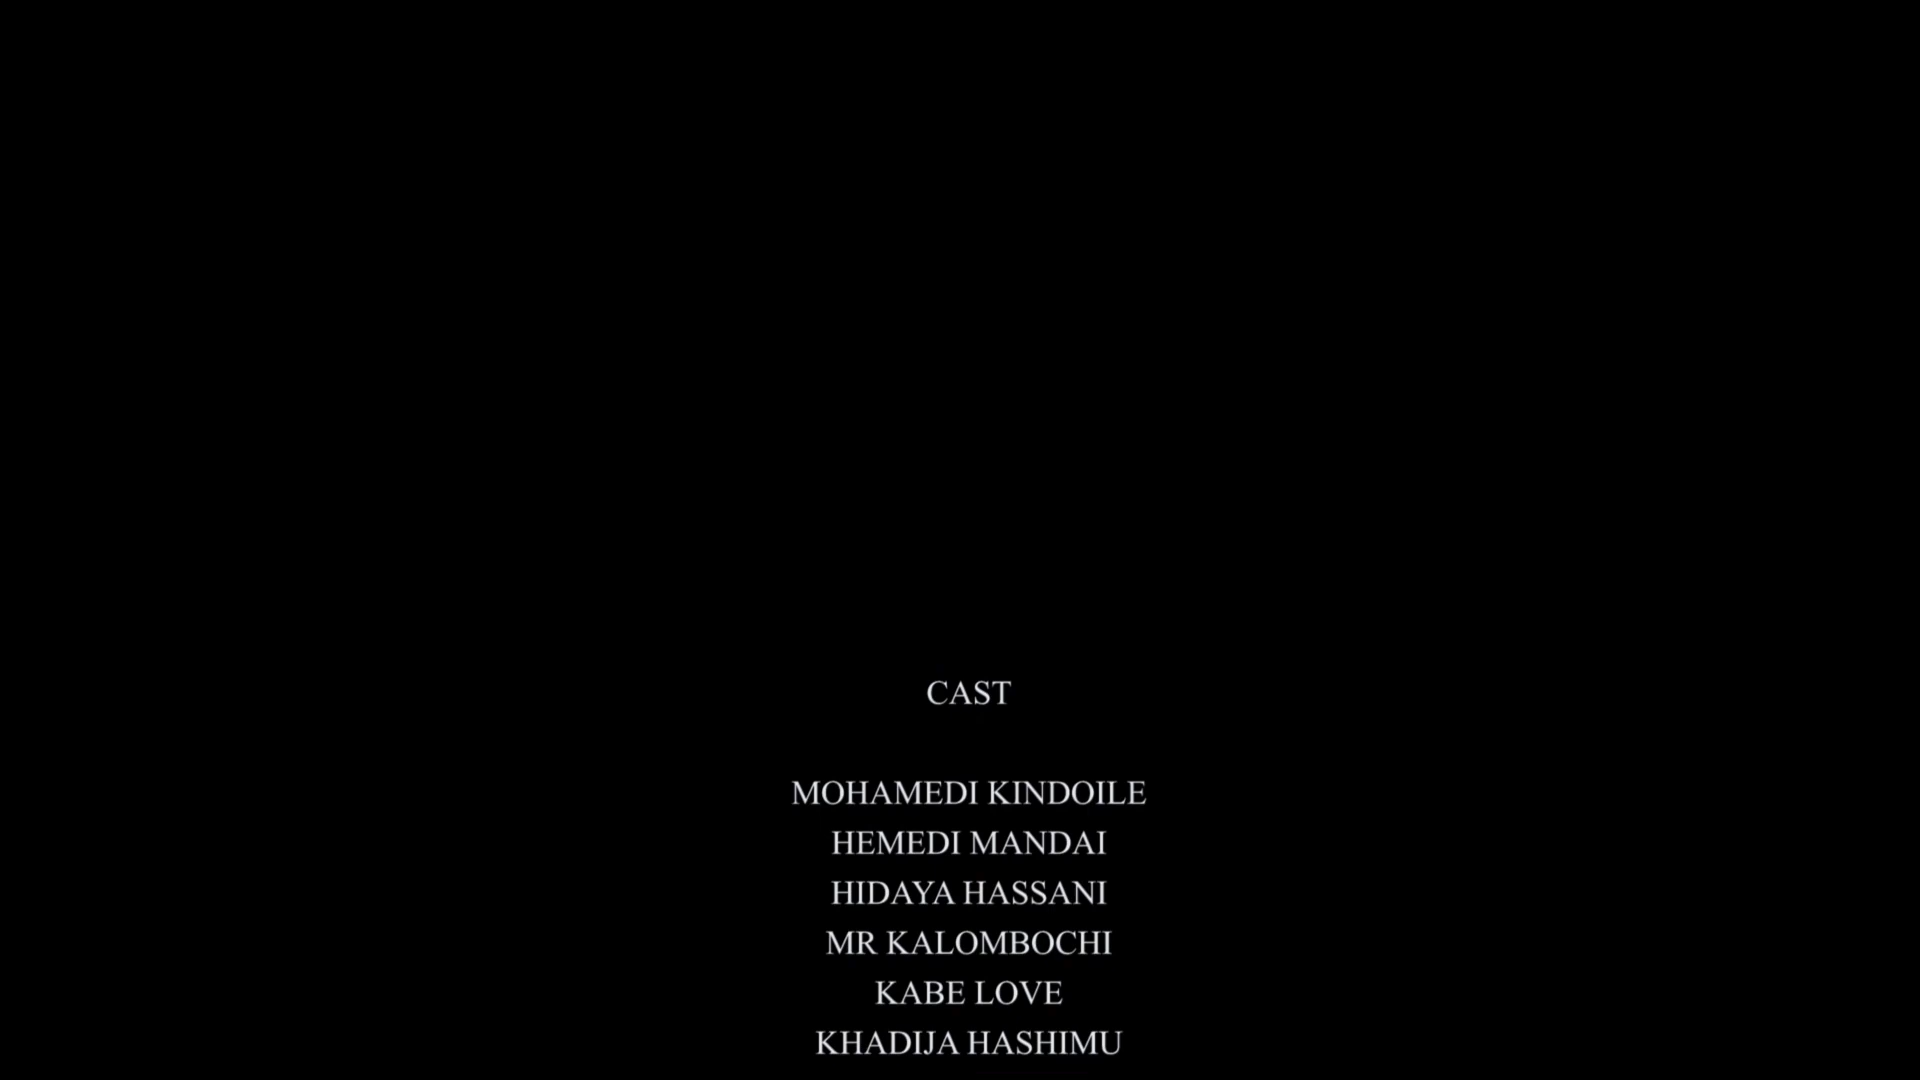 CAST
MOHAMEDI KINDOILE
HEMEDI MANDAI
HIDAYA HASSANI
MR KALOMBOCHI
KABE LOVE
KHADIJA HASHIMU